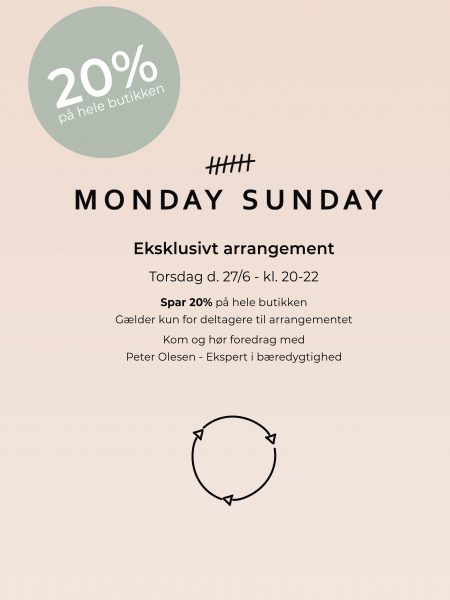 20%
på hele butikken
MONDAY SUNDAY
Eksklusivt arrangement
Torsdag d. 27/6 - kl. 20-22
Spar 20% på hele butikken
Gælder kun for deltagere til arrangementet
Kom og hør foredrag med
Peter Olesen - Ekspert i bæredygtighed